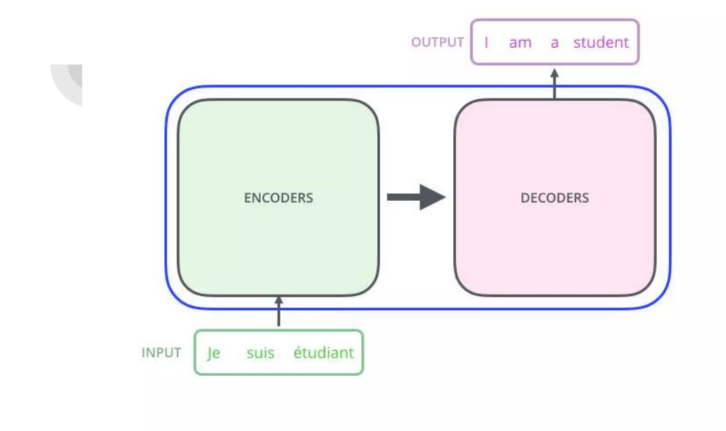 OUTPUT I am a student
ENCODERS
DECODERS
INPUT Je suis étudiant